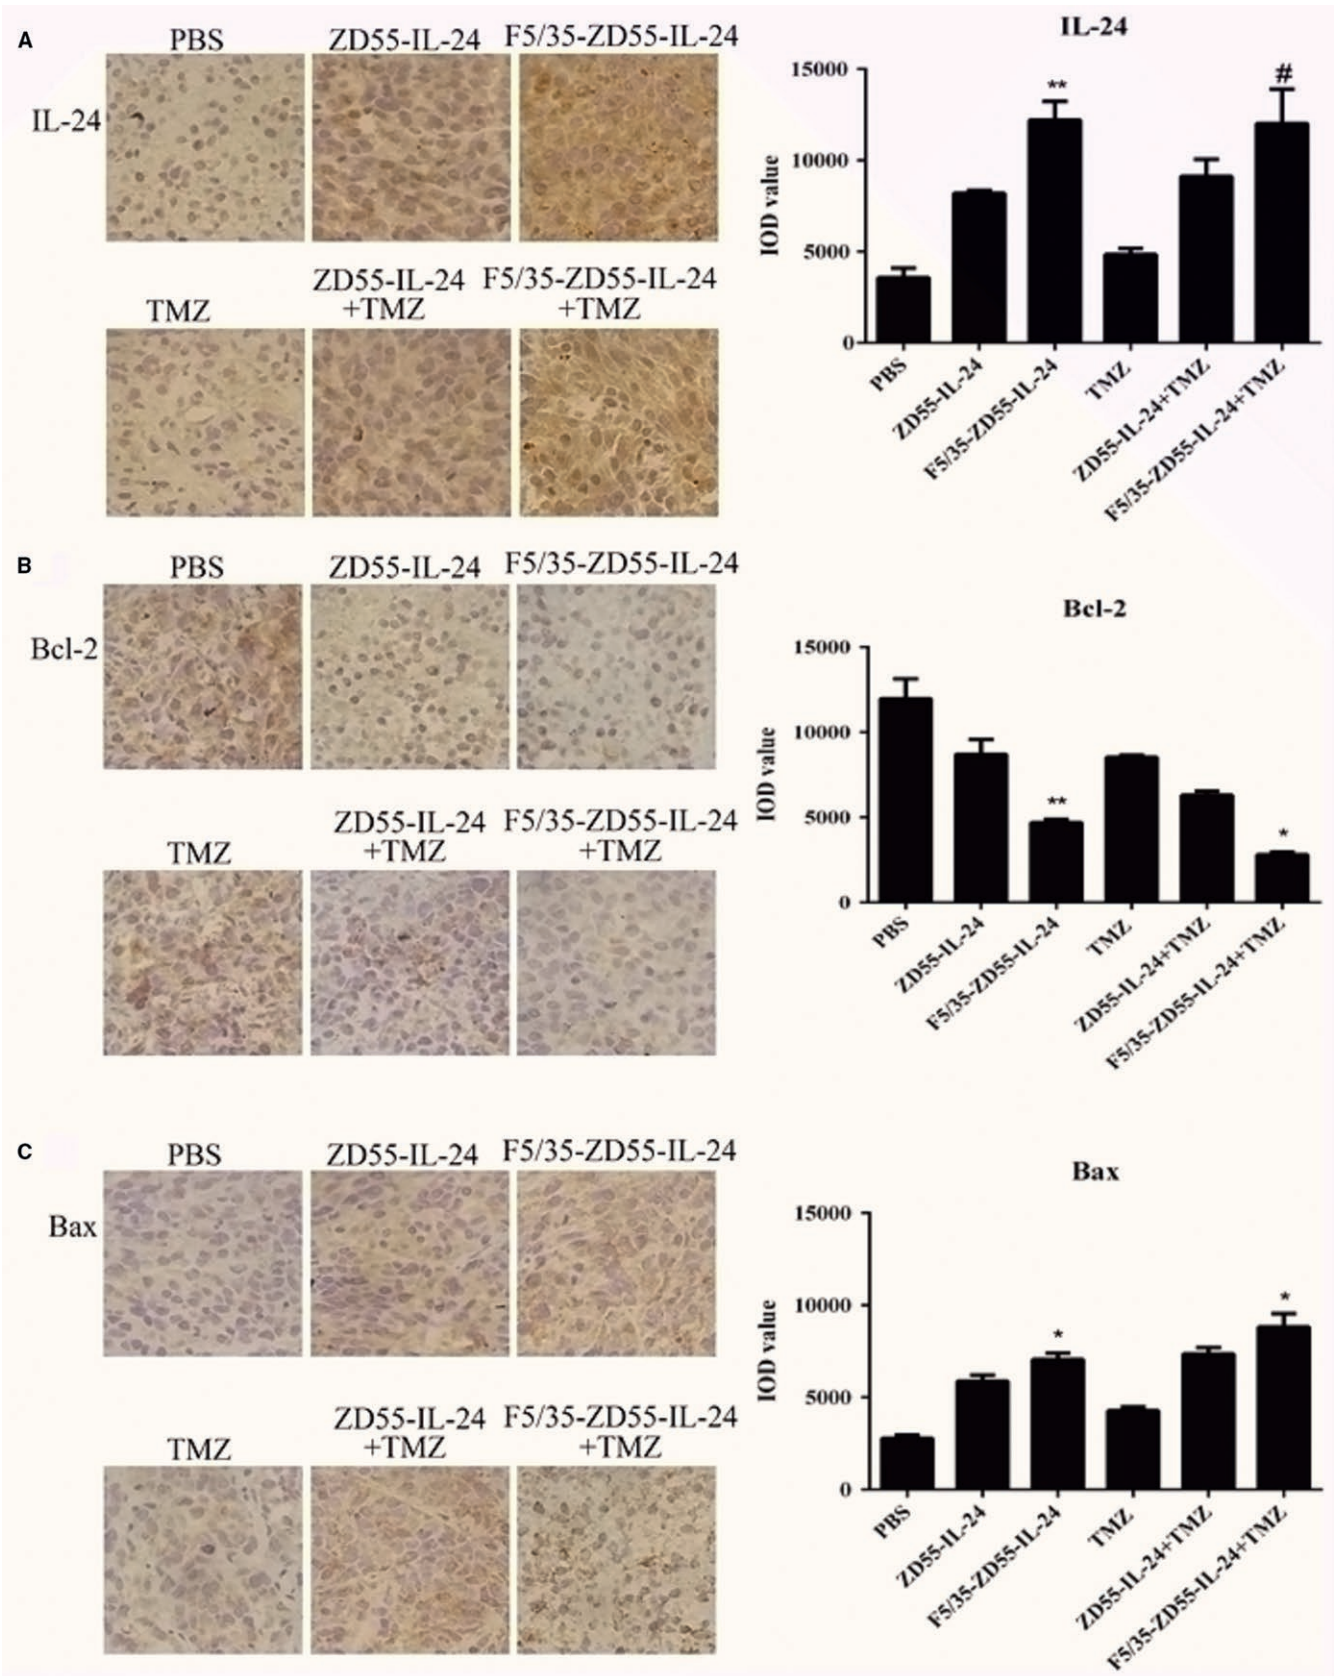 A
PBS
ZD55-IL-24
F5/35-ZD55-IL-24
IL-24
ZD55-IL-24
F5/35-ZD55-IL-24
TMZ
+TMZ
+TMZ
IL-24
15000
10000
5000
0
IOD value
**
#
PBS
ZD55-IL-24
F5/35-ZD55-IL-24
TMZ
ZD55-IL-24+TMZ
F5/35-ZD55-IL-24+TMZ
B
PBS
ZD55-IL-24
F5/35-ZD55-IL-24
Bcl-2
ZD55-IL-24
F5/35-ZD55-IL-24
TMZ
+TMZ
+TMZ
Bcl-2
15000
10000
5000
0
IOD value
**
*
PBS
ZD55-IL-24
F5/35-ZD55-IL-24
TMZ
ZD55-IL-24+TMZ
F5/35-ZD55-IL-24+TMZ
C
PBS
ZD55-IL-24
F5/35-ZD55-IL-24
Bax
ZD55-IL-24
F5/35-ZD55-IL-24
TMZ
+TMZ
+TMZ
Bax
15000
10000
5000
0
IOD value
*
*
PBS
ZD55-IL-24
F5/35-ZD55-IL-24
TMZ
ZD55-IL-24+TMZ
F5/35-ZD55-IL-24+TMZ